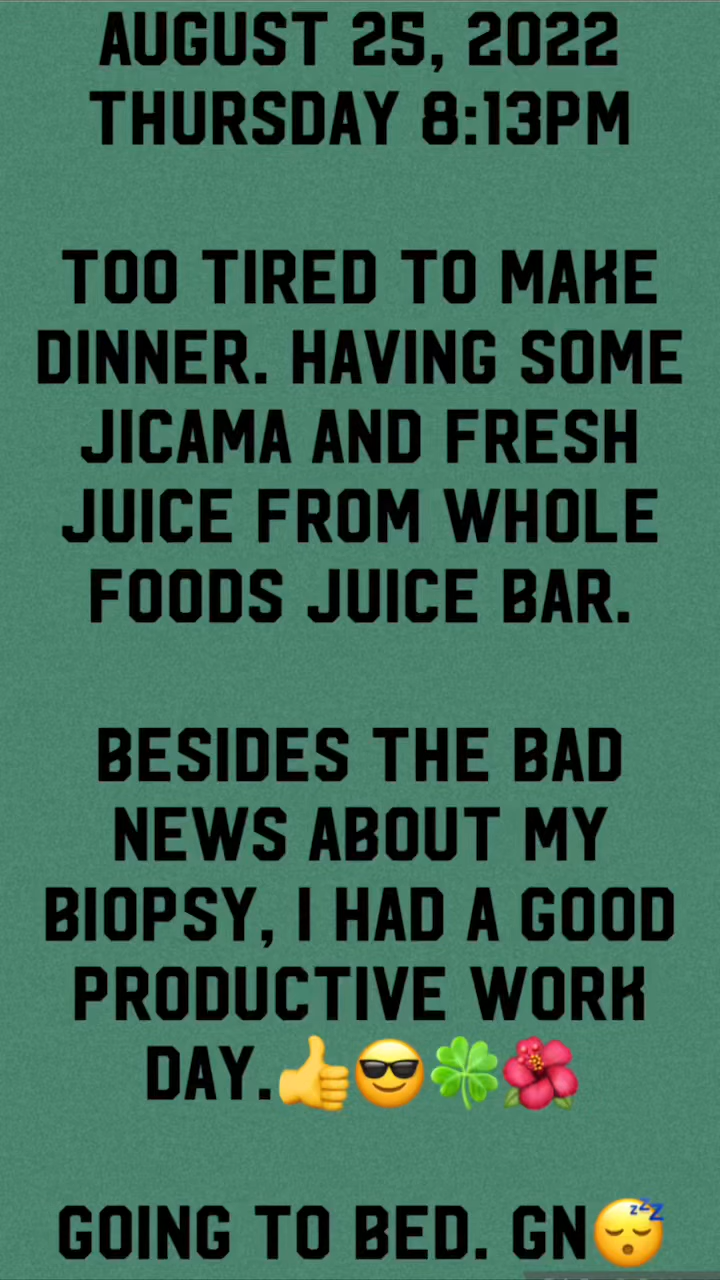 AUGUST 25, 2022
THURSDAY 8:13PM
TOO TIRED TO MAKE
DINNER. HAVING SOME
JICAMA AND FRESH
JUICE FROM WHOLE
FOODS JUICE BAR.
BESIDES THE BAD
NEWS ABOUT MY
BIOPSY, I HAD A GOOD
PRODUCTIVE WORK
DAY.👍😎🍀🌺
GOING TO BED. GN😴